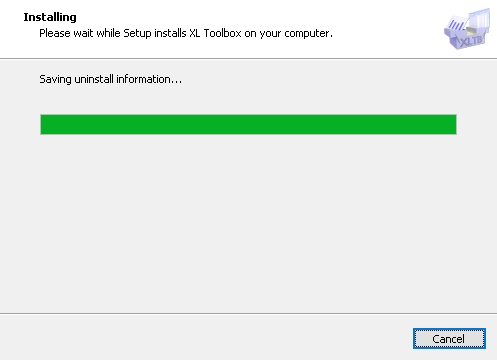 Installing
Please wait while Setup installs XL Toolbox on your computer.
XLTB
Saving uninstall information...
Cancel